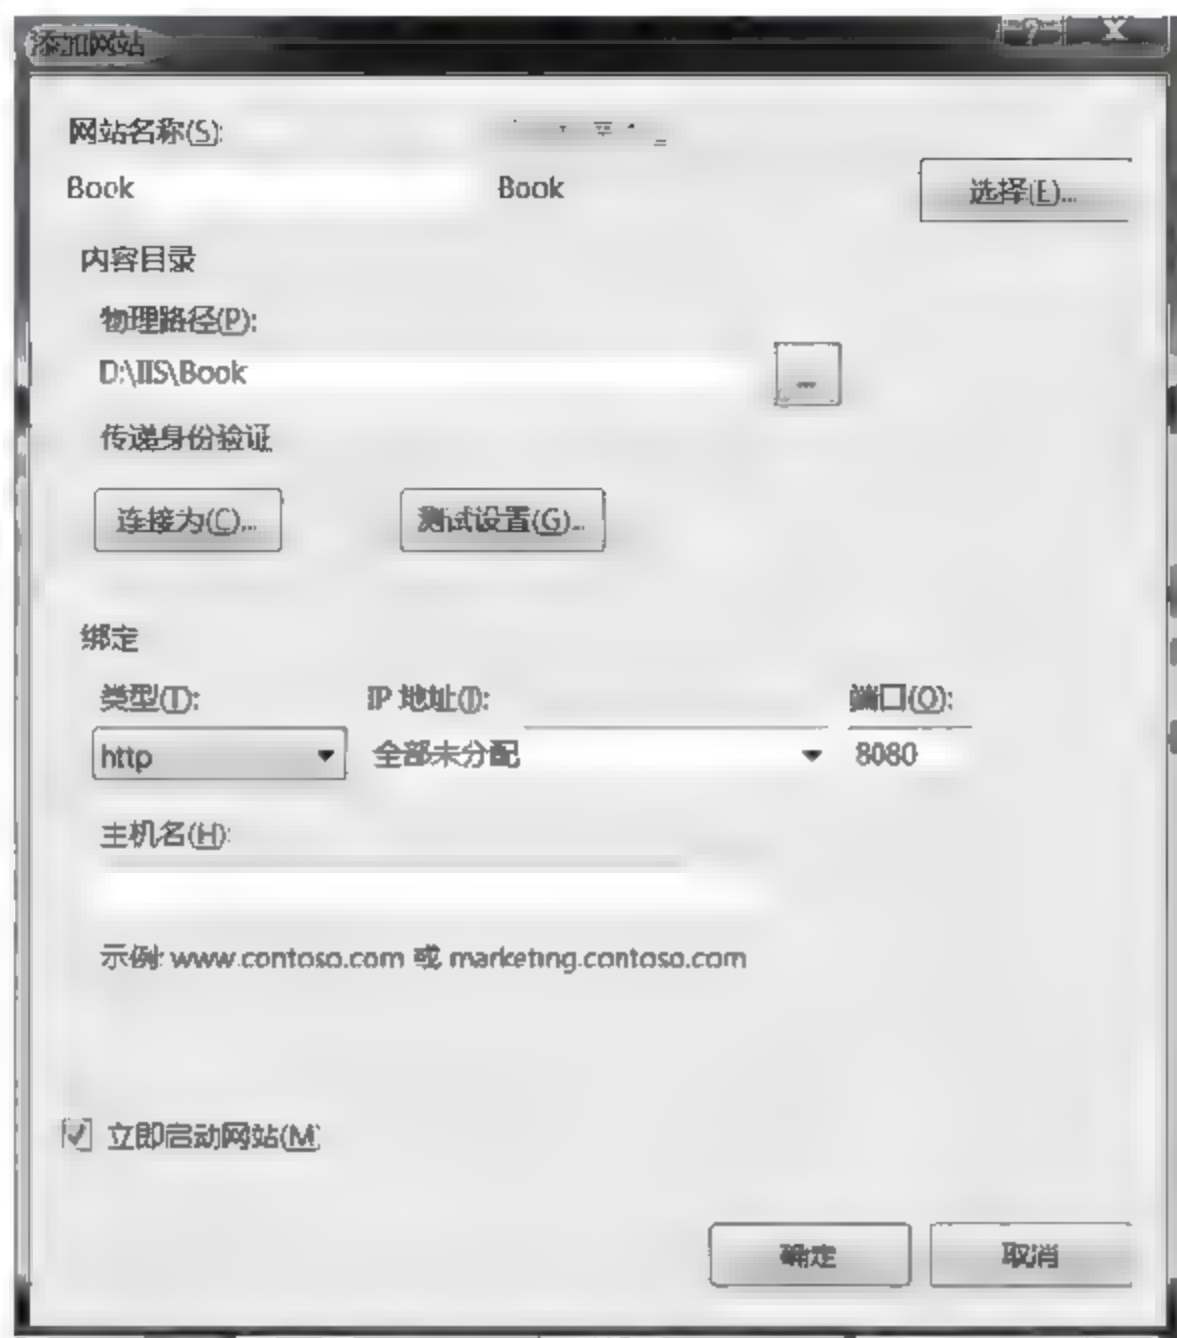 添加网站
网站名称(S):
Book Book 选择(E)...
内容目录
物理路径(P):
D:\IIS\Book ...
传递身份验证
连接为(C)... 测试设置(G)...
绑定
类型(T): IP 地址(I): 端口(O):
http 全部未分配 8080
主机名(H):
示例: www.contoso.com 或 marketing.contoso.com
立即启动网站(M)
确定 取消